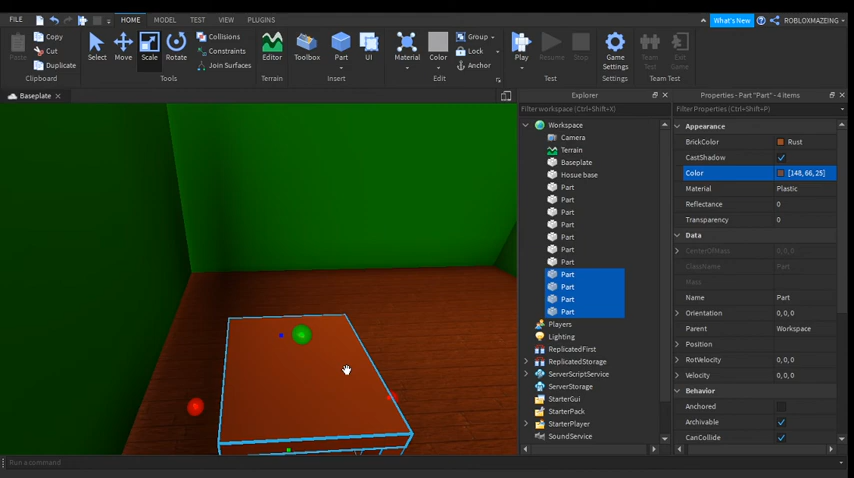 FILE HOME MODEL TEST VIEW PLUGINS What's New ROBLOXMAZEING
Paste Copy Cut Duplicate Select Move Scale Rotate Collisions Constraints Join Surfaces Editor Toolbox Part UI Material Color Group Lock Anchor Play Resume Stop Game Settings Team Test Exit Game
Clipboard Tools Terrain Insert Edit Test Settings Team Test
Baseplate
Explorer
Filter workspace (Ctrl+Shift+X)
Workspace
Camera
Terrain
Baseplate
Hosue base
Part
Part
Part
Part
Part
Part
Part
Part
Part
Part
Part
Players
Lighting
ReplicatedFirst
ReplicatedStorage
ServerScriptService
ServerStorage
StarterGui
StarterPack
StarterPlayer
SoundService
Properties - Part "Part" - 4 items
Filter Properties (Ctrl+Shift+P)
Appearance
BrickColor Rust
CastShadow
Color [148, 66, 25]
Material Plastic
Reflectance 0
Transparency 0
Data
CenterOfMass 0, 0, 0
ClassName Part
Mass
Name Part
Orientation 0, 0, 0
Parent Workspace
Position
RotVelocity 0, 0, 0
Velocity 0, 0, 0
Behavior
Anchored
Archivable
CanCollide
Run a command